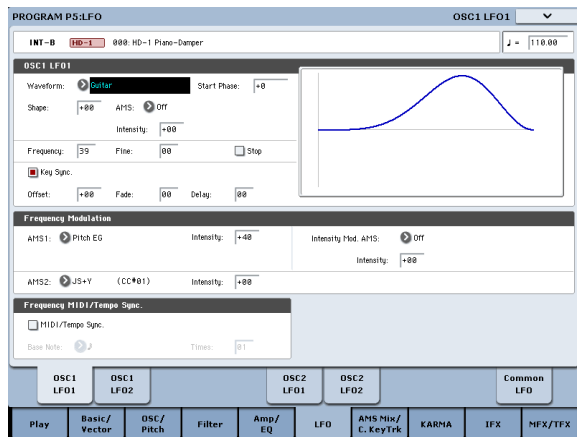 PROGRAM P5:LFO OSC1 LFO1
INT-B HD-1 000: HD-1 Piano-Damper ♩ = 110.00
OSC1 LFO1
Waveform: Guitar Start Phase: +0
Shape: +00 AMS: Off
Intensity: +00
Frequency: 39 Fine: 00 Stop
Key Sync.
Offset: +00 Fade: 00 Delay: 00
Frequency Modulation
AMS1: Pitch EG Intensity: +40 Intensity Mod. AMS: Off
Intensity: +00
AMS2: JS+Y (CC#01) Intensity: +00
Frequency MIDI/Tempo Sync.
MIDI/Tempo Sync.
Base Note: ♪ Times: 01
OSC1 LFO1 OSC1 LFO2 OSC2 LFO1 OSC2 LFO2 Common LFO
Play Basic/Vector OSC/Pitch Filter Amp/EQ LFO AMS Mix/C. KeyTrk KARMA IFX MFX/TFX